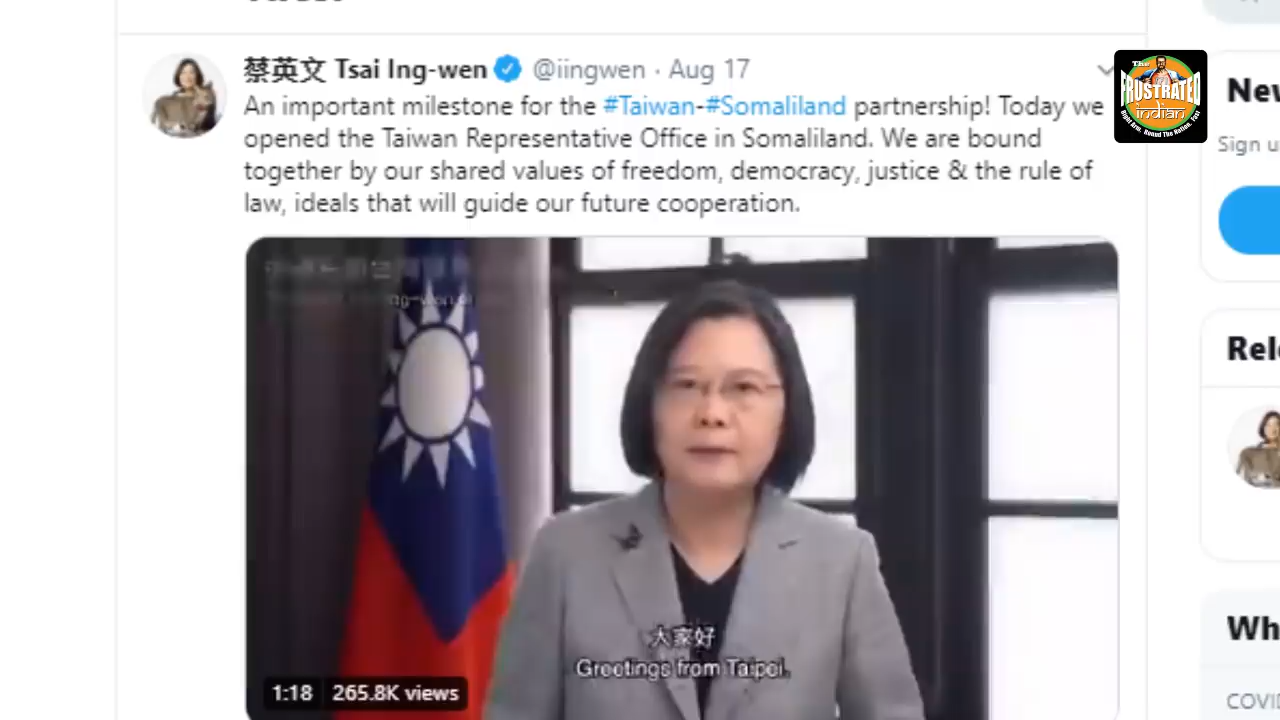 蔡英文 Tsai Ing-wen @iingwen · Aug 17
An important milestone for the #Taiwan-#Somaliland partnership! Today we
opened the Taiwan Representative Office in Somaliland. We are bound
together by our shared values of freedom, democracy, justice & the rule of
law, ideals that will guide our future cooperation.
The
FRUSTRATED
indian
New
Sign u
Rele
大家好
Greetings from Taipei.
1:18 265.8K views
Wh
COVID